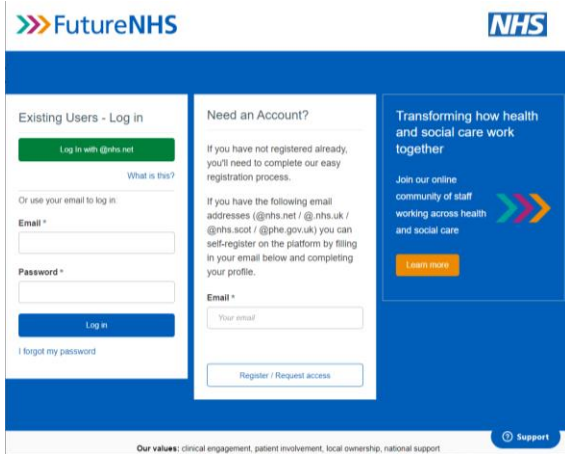 FutureNHS
NHS
Existing Users - Log in
Log In with @nhs.net
What is this?
Or use your email to log in:
Email *
Password *
Log in
I forgot my password
Need an Account?
If you have not registered already,
you'll need to complete our easy
registration process.
If you have the following email
addresses (@nhs.net / @.nhs.uk /
@nhs.scot / @phe.gov.uk) you can
self-register on the platform by filling
in your email below and completing
your profile.
Email *
Your email
Register / Request access
Transforming how health
and social care work
together
Join our online
community of staff
working across health
and social care
Learn more
Support
Our values: clinical engagement, patient involvement, local ownership, national support